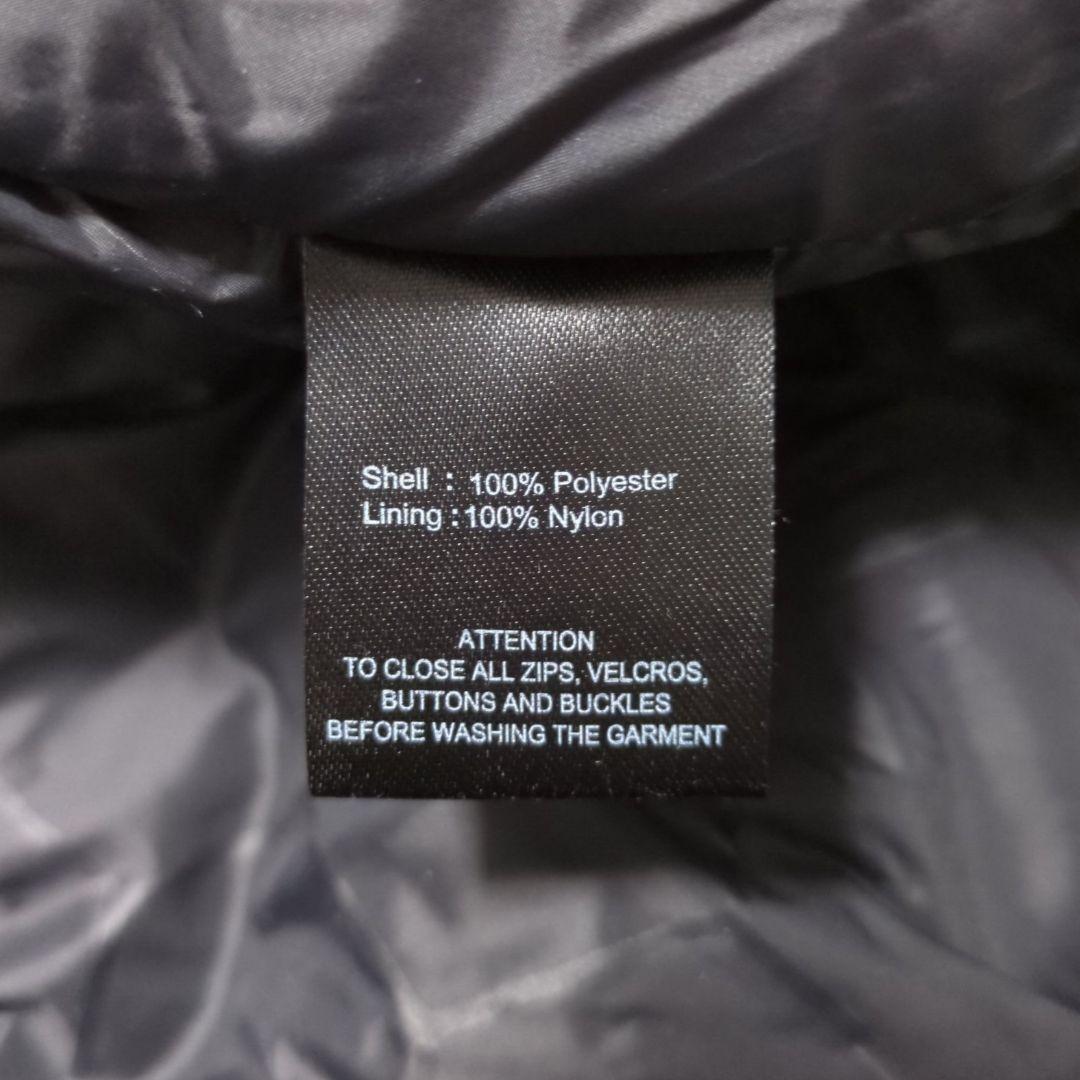 Shell : 100% Polyester
Lining : 100% Nylon
ATTENTION
TO CLOSE ALL ZIPS, VELCROS,
BUTTONS AND BUCKLES
BEFORE WASHING THE GARMENT